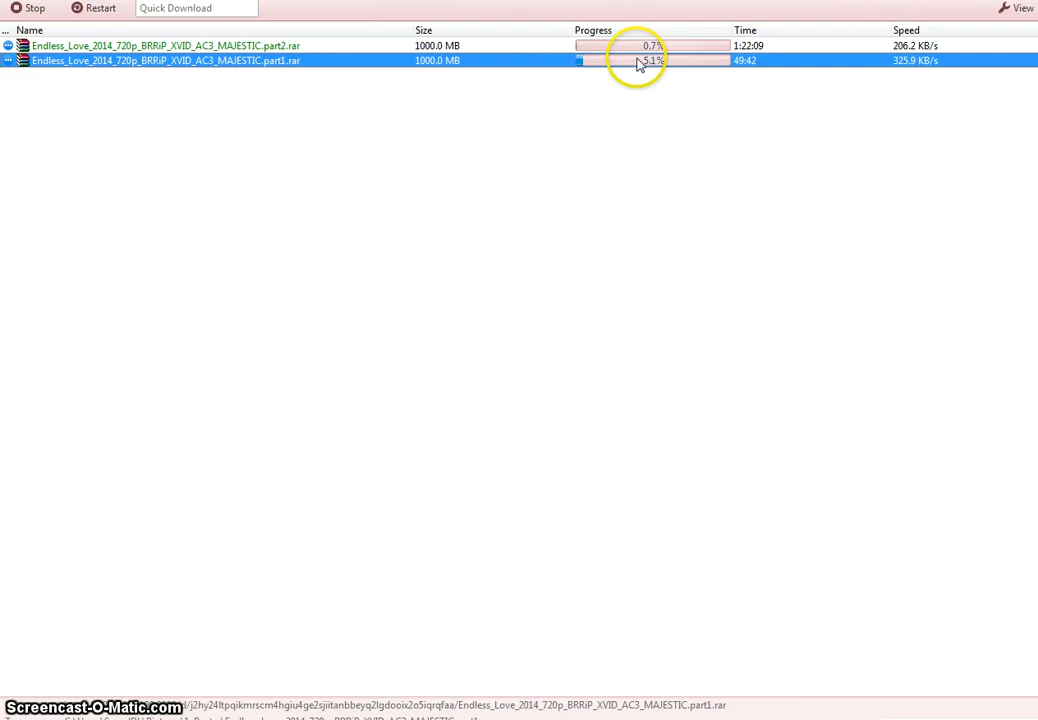 Stop Restart Quick Download View
... Name Size Progress Time Speed
Endless_Love_2014_720p_BRRiP_XVID_AC3_MAJESTIC.part2.rar 1000.0 MB 0.7% 1:22:09 206.2 KB/s
Endless_Love_2014_720p_BRRiP_XVID_AC3_MAJESTIC.part1.rar 1000.0 MB 5.1% 49:42 325.9 KB/s
Screencast-O-Matic.com
d/j2hy24ltpqikmrscm4hgiu4ge2sjiitanbbeyq2lgdooix2o5iqrqfaa/Endless_Love_2014_720p_BRRiP_XVID_AC3_MAJESTIC.part1.rar